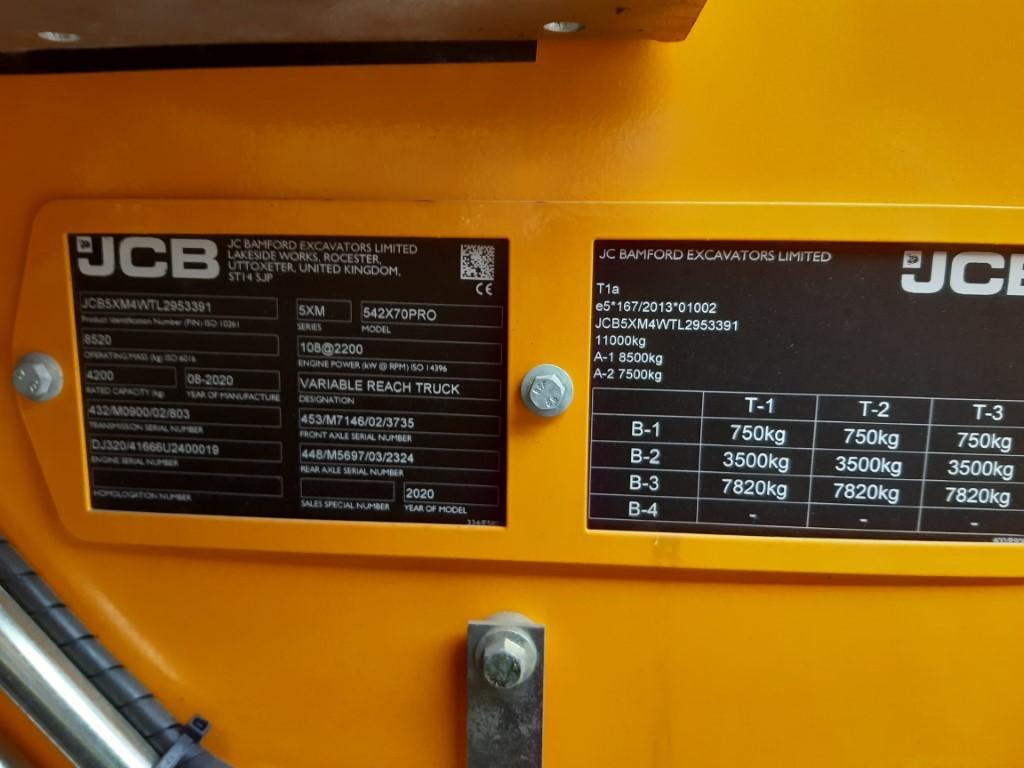 JCB
JC BAMFORD EXCAVATORS LIMITED
LAKESIDE WORKS, ROCESTER,
UTTOXETER, UNITED KINGDOM,
ST14 5JP
CE
JCB5XM4WTL2953391
Product Identification Number (PIN) ISO 10261
5XM
SERIES
542X70PRO
MODEL
8520
OPERATING MASS (kg) ISO 6016
108@2200
ENGINE POWER (kW @ RPM) ISO 14396
4200
RATED CAPACITY (kg)
08-2020
YEAR OF MANUFACTURE
VARIABLE REACH TRUCK
DESIGNATION
432/M0900/02/803
TRANSMISSION SERIAL NUMBER
453/M7146/02/3735
FRONT AXLE SERIAL NUMBER
DJ320/41666U2400019
ENGINE SERIAL NUMBER
448/M5697/03/2324
REAR AXLE SERIAL NUMBER
HOMOLOGATION NUMBER
SALES SPECIAL NUMBER
2020
YEAR OF MODEL
JC BAMFORD EXCAVATORS LIMITED
JCB
T1a
e5*167/2013*01002
JCB5XM4WTL2953391
11000kg
A-1 8500kg
A-2 7500kg
T-1 T-2 T-3
B-1 750kg 750kg 750kg
B-2 3500kg 3500kg 3500kg
B-3 7820kg 7820kg 7820kg
B-4 - - -